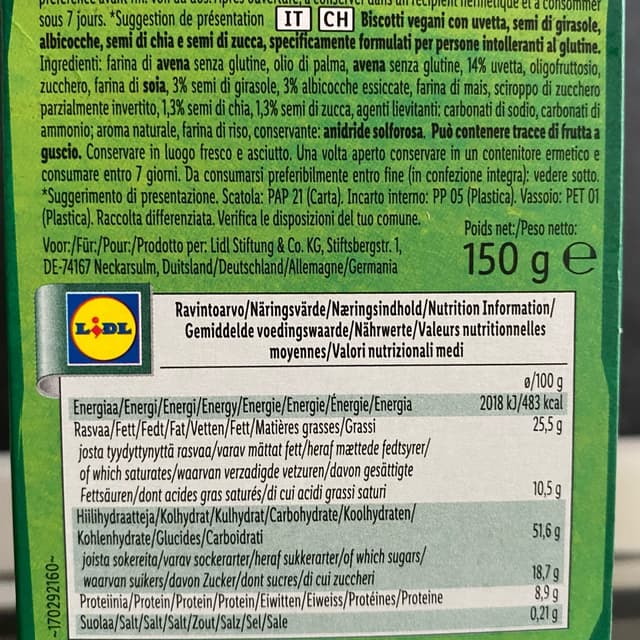 sous 7 jours. *Suggestion de présentation IT CH Biscotti vegani con uvetta, semi di girasole,
albicocche, semi di chia e semi di zucca, specificamente formulati per persone intolleranti al glutine.
Ingredienti: farina di avena senza glutine, olio di palma, avena senza glutine, 14% uvetta, oligofruttosio,
zucchero, farina di soia, 3% semi di girasole, 3% albicocche essiccate, farina di mais, sciroppo di zucchero
parzialmente invertito, 1,3% semi di chia, 1,3% semi di zucca, agenti lievitanti: carbonati di sodio, carbonati di
ammonio; aroma naturale, farina di riso, conservante: anidride solforosa. Può contenere tracce di frutta a
guscio. Conservare in luogo fresco e asciutto. Una volta aperto conservare in un contenitore ermetico e
consumare entro 7 giorni. Da consumarsi preferibilmente entro fine (in confezione integra): vedere sotto.
*Suggerimento di presentazione. Scatola: PAP 21 (Carta). Incarto interno: PP 05 (Plastica). Vassoio: PET 01
(Plastica). Raccolta differenziata. Verifica le disposizioni del tuo comune.
Poids net:/Peso netto:
150 g e
Voor:/Für:/Pour:/Prodotto per: Lidl Stiftung & Co. KG, Stiftsbergstr. 1,
DE-74167 Neckarsulm, Duitsland/Deutschland/Allemagne/Germania
LIDL
Ravintoarvo/Näringsvärde/Næringsindhold/Nutrition Information/
Gemiddelde voedingswaarde/Nährwerte/Valeurs nutritionnelles
moyennes/Valori nutrizionali medi
ø/100 g
Energiaa/Energi/Energi/Energy/Energie/Energie/Énergie/Energia 2018 kJ/483 kcal
Rasvaa/Fett/Fedt/Fat/Vetten/Fett/Matières grasses/Grassi 25,5 g
josta tyydyttynyttä rasvaa/varav mättat fett/heraf mættede fedtsyrer/
of which saturates/waarvan verzadigde vetzuren/davon gesättigte
Fettsäuren/dont acides gras saturés/di cui acidi grassi saturi 10,5 g
Hiilihydraatteja/Kolhydrat/Kulhydrat/Carbohydrate/Koolhydraten/
Kohlenhydrate/Glucides/Carboidrati 51,6 g
joista sokereita/varav sockerarter/heraf sukkerarter/of which sugars/
waarvan suikers/davon Zucker/dont sucres/di cui zuccheri 18,7 g
Proteiinia/Protein/Protein/Protein/Eiwitten/Eiweiss/Protéines/Proteine 8,9 g
Suolaa/Salt/Salt/Salt/Zout/Salz/Sel/Sale 0,21 g
~170292160~